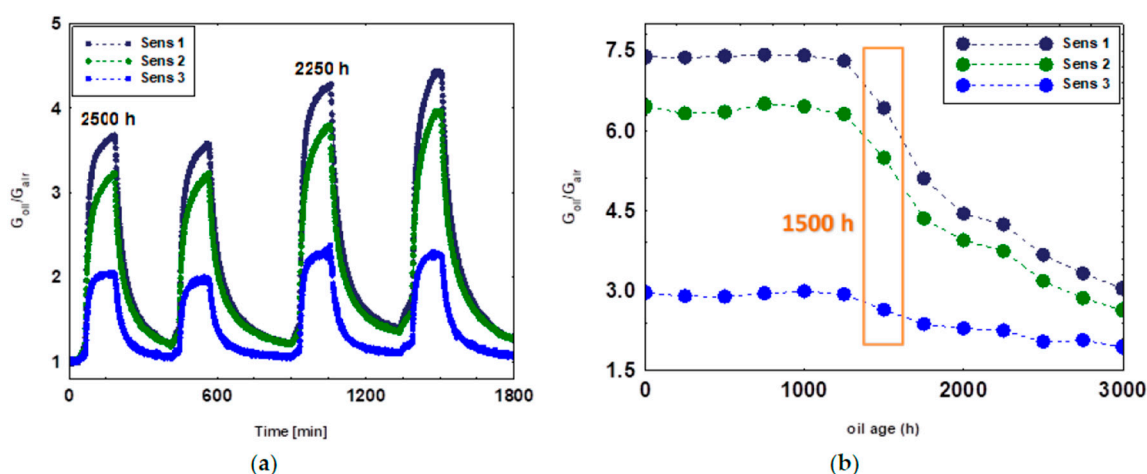 5
4
3
2
1
G_oil/G_air
Sens 1
Sens 2
Sens 3
2500 h
2250 h
0
600
1200
1800
Time [min]
(a)
7.5
6.0
4.5
3.0
1.5
G_oil/G_air
Sens 1
Sens 2
Sens 3
1500 h
0
1000
2000
3000
oil age (h)
(b)